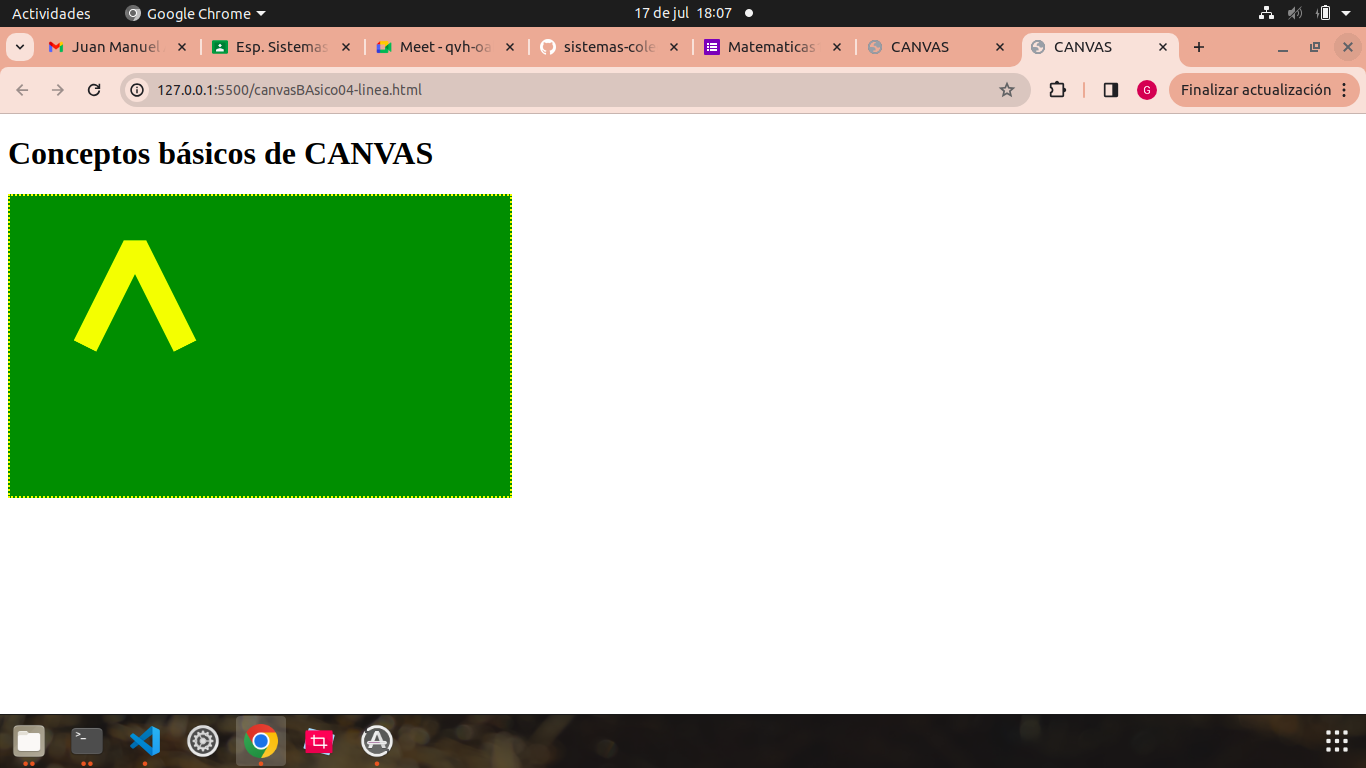 Actividades Google Chrome 17 de jul 18:07
Juan Manuel Esp. Sistemas Meet - qvh-oa sistemas-cole Matematicas CANVAS CANVAS
127.0.0.1:5500/canvasBAsico04-linea.html G Finalizar actualización
Conceptos básicos de CANVAS